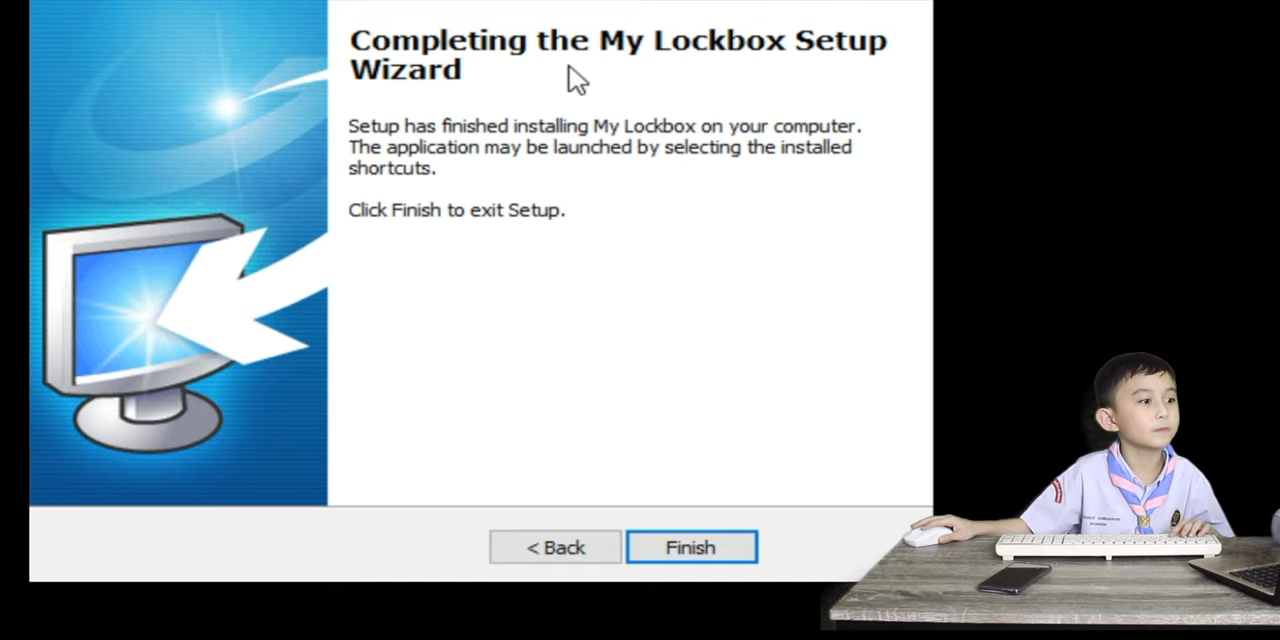 Completing the My Lockbox Setup
Wizard
Setup has finished installing My Lockbox on your computer.
The application may be launched by selecting the installed
shortcuts.
Click Finish to exit Setup.
< Back
Finish